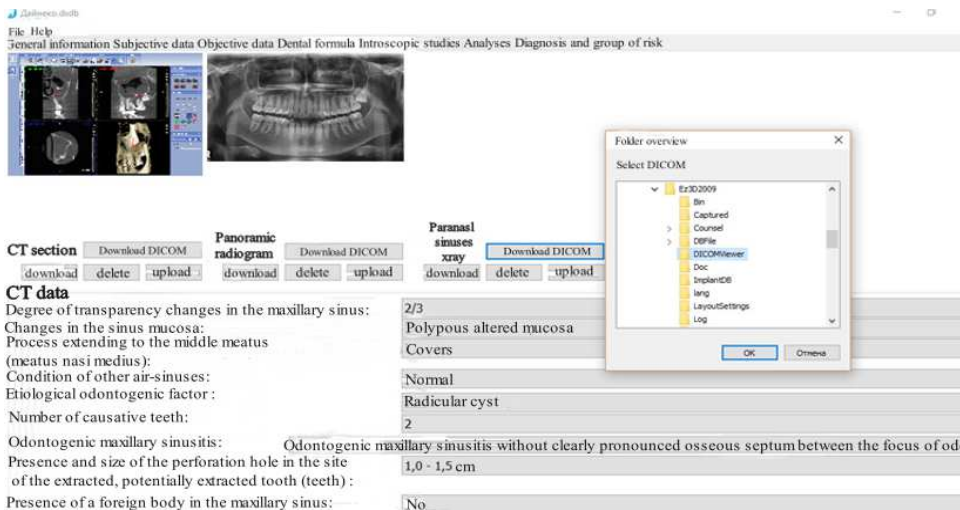 Дайнеко.dsdb
File Help
General information Subjective data Objective data Dental formula Introscopic studies Analyses Diagnosis and group of risk
Folder overview
Select DICOM
Ez3D2009
Bin
Captured
Counsel
DBFile
DICOMViewer
Doc
ImplantDB
lang
LayoutSettings
Log
OK Отмена
CT section Download DICOM
download delete upload
Panoramic
radiogram Download DICOM
download delete upload
Paranasl
sinuses
xray Download DICOM
download delete upload
CT data
Degree of transparency changes in the maxillary sinus: 2/3
Changes in the sinus mucosa: Polypous altered mucosa
Process extending to the middle meatus
(meatus nasi medius): Covers
Condition of other air-sinuses: Normal
Etiological odontogenic factor : Radicular cyst
Number of causative teeth: 2
Odontogenic maxillary sinusitis: Odontogenic maxillary sinusitis without clearly pronounced osseous septum between the focus of od
Presence and size of the perforation hole in the site
of the extracted, potentially extracted tooth (teeth) : 1,0 - 1,5 cm
Presence of a foreign body in the maxillary sinus: No